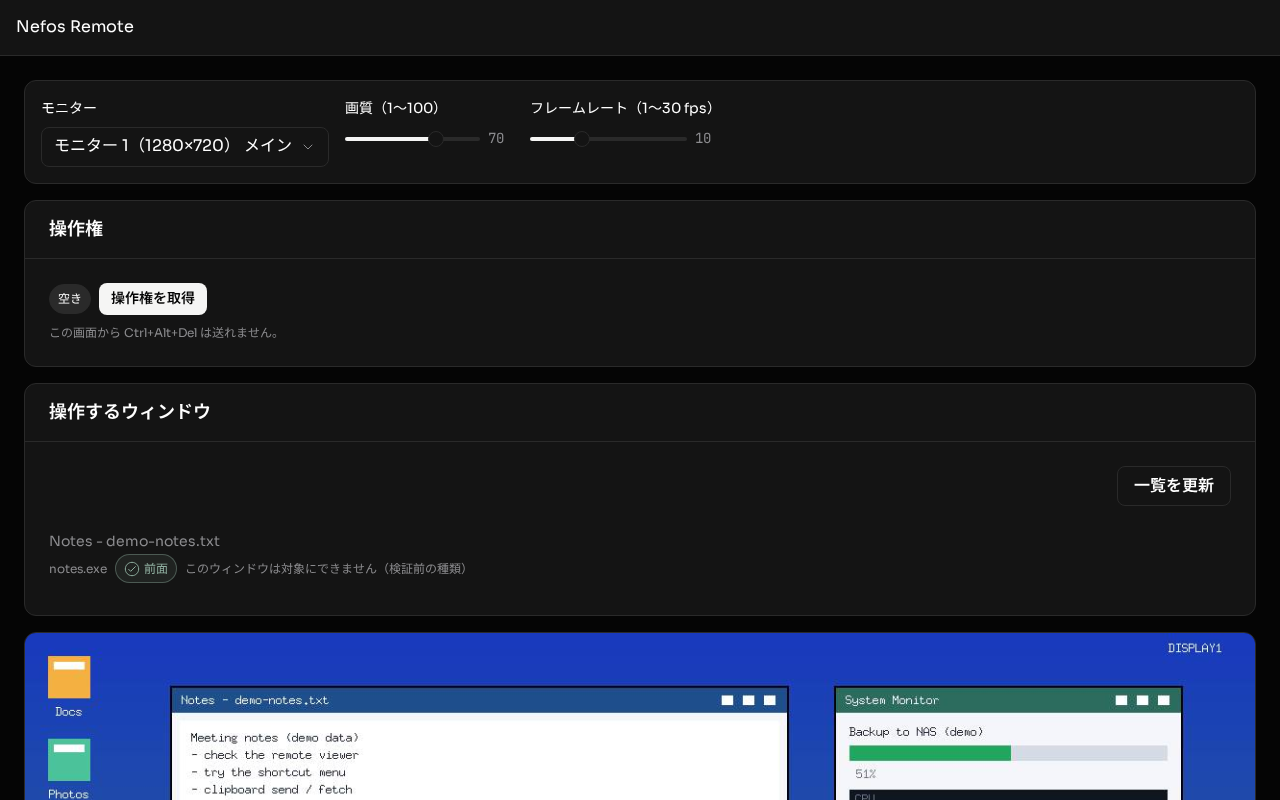 Nefos Remote
モニター
画質（1〜100）
フレームレート（1〜30 fps）
モニター 1（1280×720） メイン
70
10
操作権
空き
操作権を取得
この画面から Ctrl+Alt+Del は送れません。
操作するウィンドウ
一覧を更新
Notes - demo-notes.txt
notes.exe
前面
このウィンドウは対象にできません（検証前の種類）
DISPLAY1
Docs
Notes - demo-notes.txt
System Monitor
Meeting notes (demo data)
- check the remote viewer
- try the shortcut menu
- clipboard send / fetch
Backup to NAS (demo)
51%
CPU
Photos